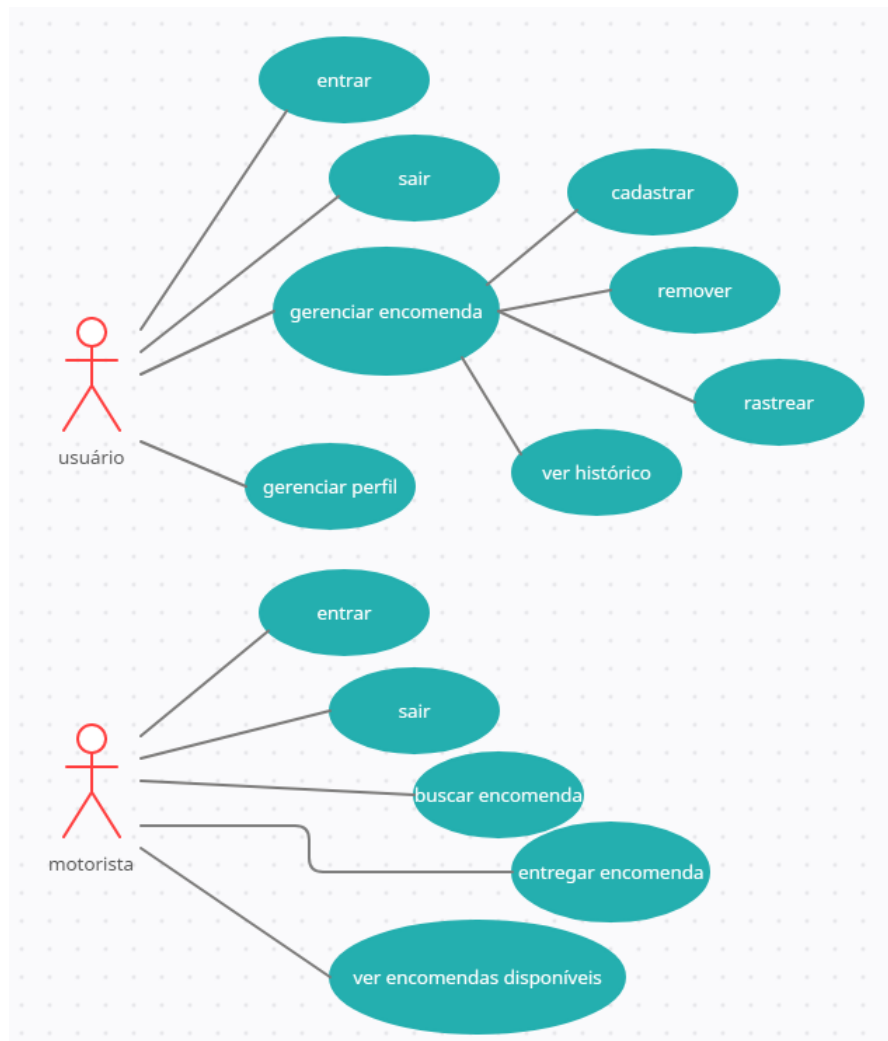 entrar
sair
cadastrar
remover
gerenciar encomenda
rastrear
usuário
ver histórico
gerenciar perfil
entrar
sair
buscar encomenda
motorista
entregar encomenda
ver encomendas disponíveis